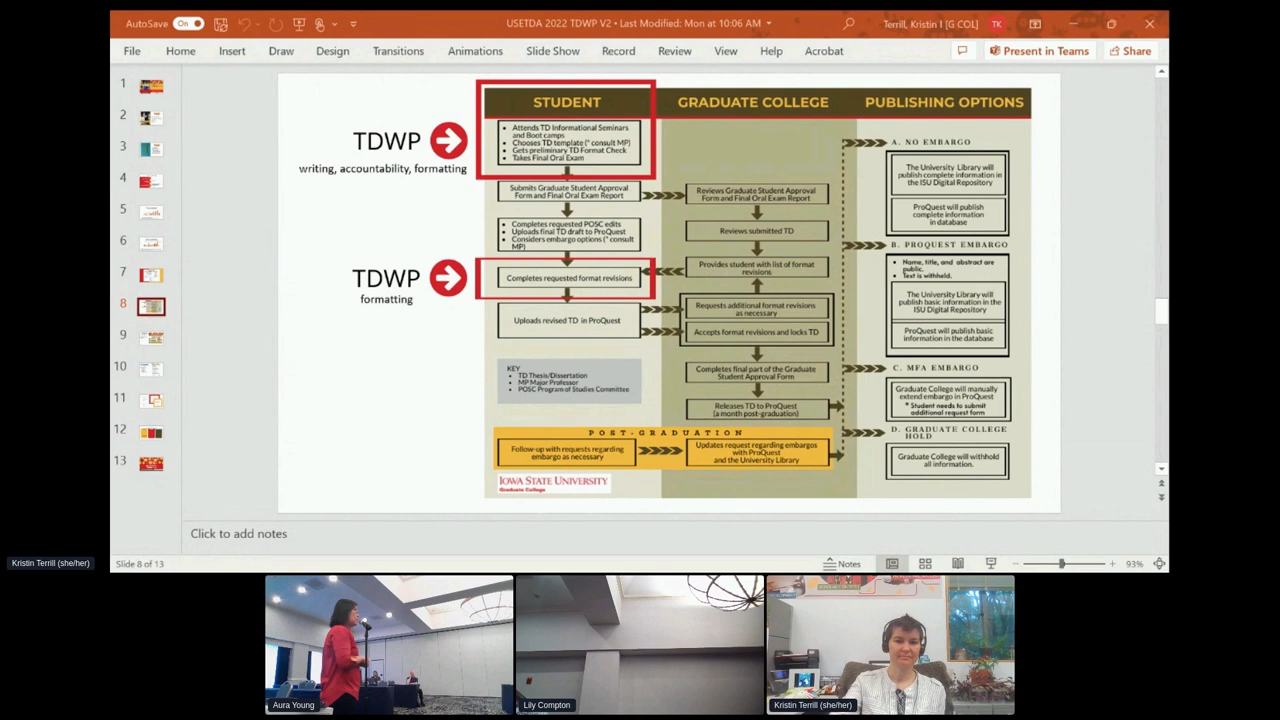 AutoSave
On
USETDA 2022 TDWP V2 • Last Modified: Mon at 10:06 AM
Terrill, Kristin I [G COL]
TK
File
Home
Insert
Draw
Design
Transitions
Animations
Slide Show
Record
Review
View
Help
Acrobat
Present in Teams
Share
1
2
3
4
5
6
7
8
9
10
11
12
13
TDWP
writing, accountability, formatting
TDWP
formatting
STUDENT
• Attends TD Informational Seminars
and Boot camps
• Chooses TD template (* consult MP)
• Gets preliminary TD Format Check
• Takes Final Oral Exam
Submits Graduate Student Approval
Form and Final Oral Exam Report
• Completes requested POSC edits
• Uploads final TD draft to ProQuest
• Considers embargo options (* consult
MP)
Completes requested format revisions
Uploads revised TD in ProQuest
KEY
• TD Thesis/Dissertation
• MP Major Professor
• POSC Program of Studies Committee
GRADUATE COLLEGE
Reviews Graduate Student Approval
Form and Final Oral Exam Report
Reviews submitted TD
Provides student with list of format
revisions
Requests additional format revisions
as necessary
Accepts format revisions and locks TD
Completes final part of the Graduate
Student Approval Form
Releases TD to ProQuest
(a month post-graduation)
POST-GRADUATION
Follow-up with requests regarding
embargo as necessary
Updates request regarding embargos
with ProQuest
and the University Library
IOWA STATE UNIVERSITY
Graduate College
PUBLISHING OPTIONS
A. NO EMBARGO
The University Library will
publish complete information in
the ISU Digital Repository
ProQuest will publish
complete information
in database
B. PROQUEST EMBARGO
• Name, title, and abstract are
public.
• Text is withheld.
The University Library will
publish basic information in the
ISU Digital Repository
ProQuest will publish basic
information in the database
C. MFA EMBARGO
Graduate College will manually
extend embargo in ProQuest
* Student needs to submit
additional request form
D. GRADUATE COLLEGE
HOLD
Graduate College will withhold
all information.
Click to add notes
Slide 8 of 13
Notes
93%
Kristin Terrill (she/her)
Aura Young
Lily Compton
Kristin Terrill (she/her)